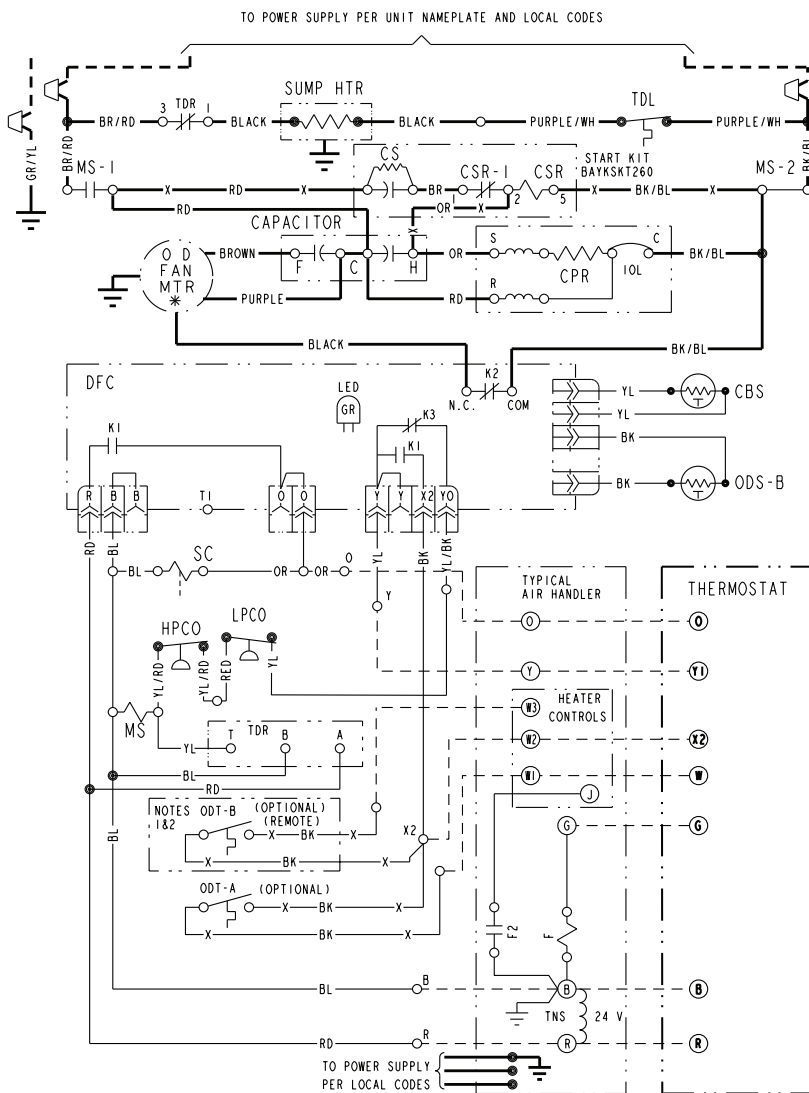 TO POWER SUPPLY PER UNIT NAMEPLATE AND LOCAL CODES
SUMP HTR
TDL
BR/RD 3 TDR 1 BLACK BLACK PURPLE/WH PURPLE/WH
GR/YL
BR/RD
BK/BL
MS-1
CS
CSR-1
CSR
START KIT
BAYKSKT260
MS-2
X RD X BR 1 2 5 X BK/BL X
RD
OR X
X
CAPACITOR
O D
FAN
MTR
*
BROWN F C H OR S CPR IOL C BK/BL
PURPLE
RD R
BLACK
BK/BL
DFC
LED
GR
K2
N.C. COM
YL CBS
YL
BK
BK ODS-B
K1
K3
K1
R B B T1 O O Y Y X2 YO
RD
BL
YL
BK
YL/BK
BL SC OR OR O
Y
TYPICAL
AIR HANDLER
THERMOSTAT
O O
HPCO
LPCO
YL/RD
YL/RD
RED
YL
Y Y1
HEATER
CONTROLS
MS
W3
TDR
YL T B A
W2 X2
BL
W1 W
RD
J
NOTES
1&2
ODT-B (OPTIONAL)
(REMOTE)
X BK X
X2
G G
BL
X BK X
ODT-A (OPTIONAL)
X BK X
X BK X
F2
F
BL B B B
TNS 24 V
RD R R R
TO POWER SUPPLY
PER LOCAL CODES